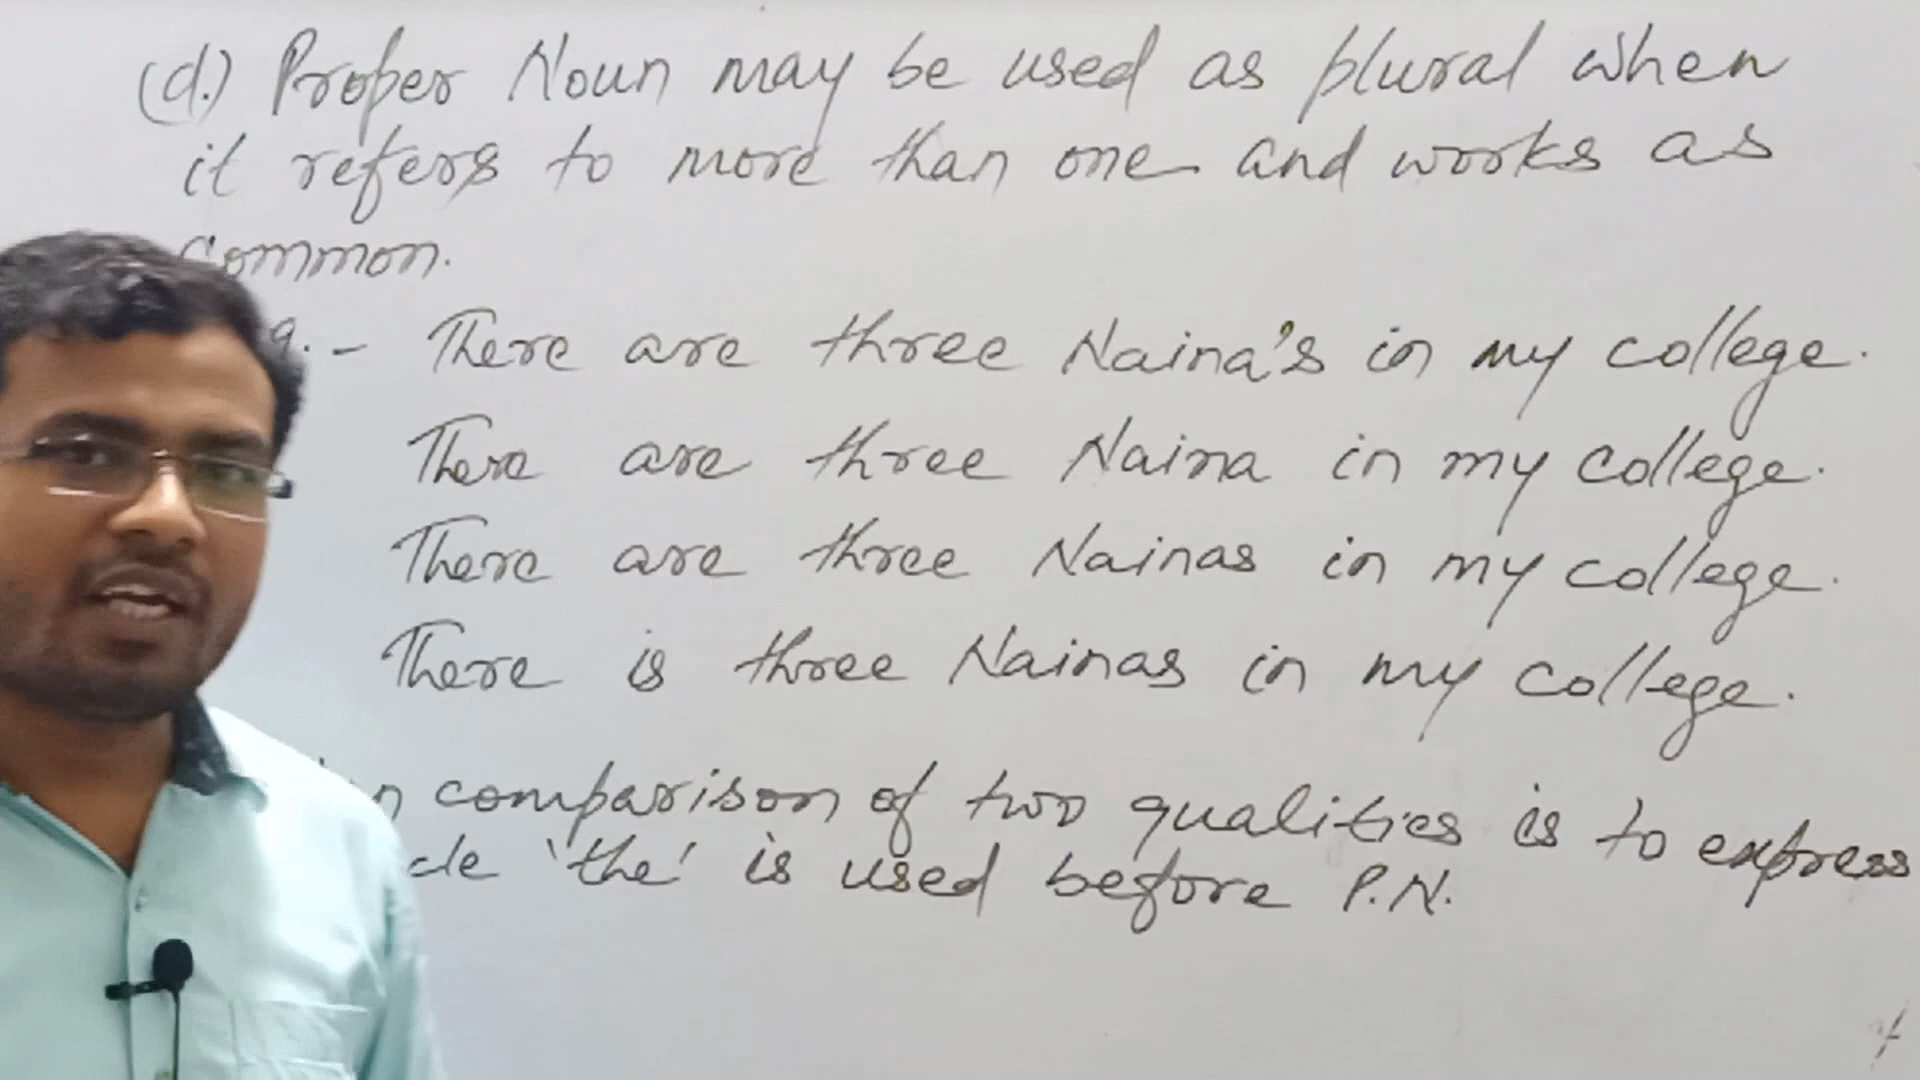 (d.) Proper Noun may be used as plural when
it refers to more than one and works as
Common.
g. - There are three Naina's in my college.
There are three Naina in my college.
There are three Nainas in my college.
There is three Nainas in my college.
comparison of two qualities is to express
'the' is used before P.N.